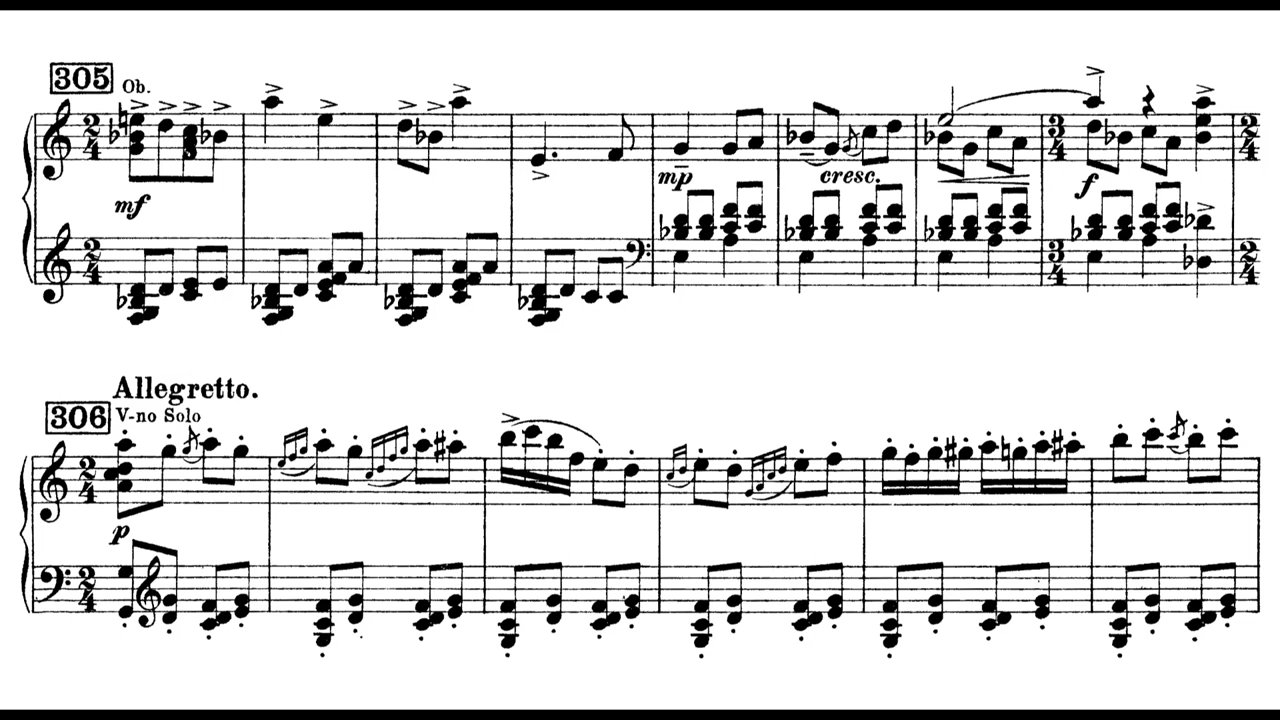 305 Ob.
mf
mp cresc. f
Allegretto.
306 V-no Solo
p